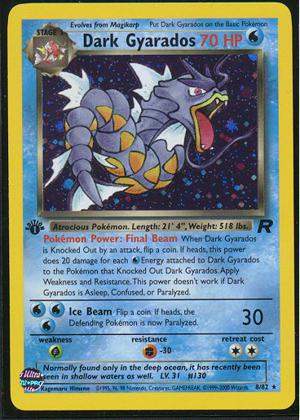 Evolves from Magikarp Put Dark Gyarados on the Basic Pokémon
STAGE 1
Dark Gyarados 70 HP
Atrocious Pokémon. Length: 21' 4", Weight: 518 lbs.
Pokémon Power: Final Beam When Dark Gyarados
is Knocked Out by an attack, flip a coin. If heads, this power
does 20 damage for each Energy attached to Dark Gyarados
to the Pokémon that Knocked Out Dark Gyarados. Apply
Weakness and Resistance. This power doesn't work if Dark
Gyarados is Asleep, Confused, or Paralyzed.
Ice Beam Flip a coin. If heads, the
Defending Pokémon is now Paralyzed.
30
weakness resistance retreat cost
-30
Normally found only in the deep ocean, it has recently been
seen in shallow waters as well. LV. 31 #130
Ultra
PRO
8/82